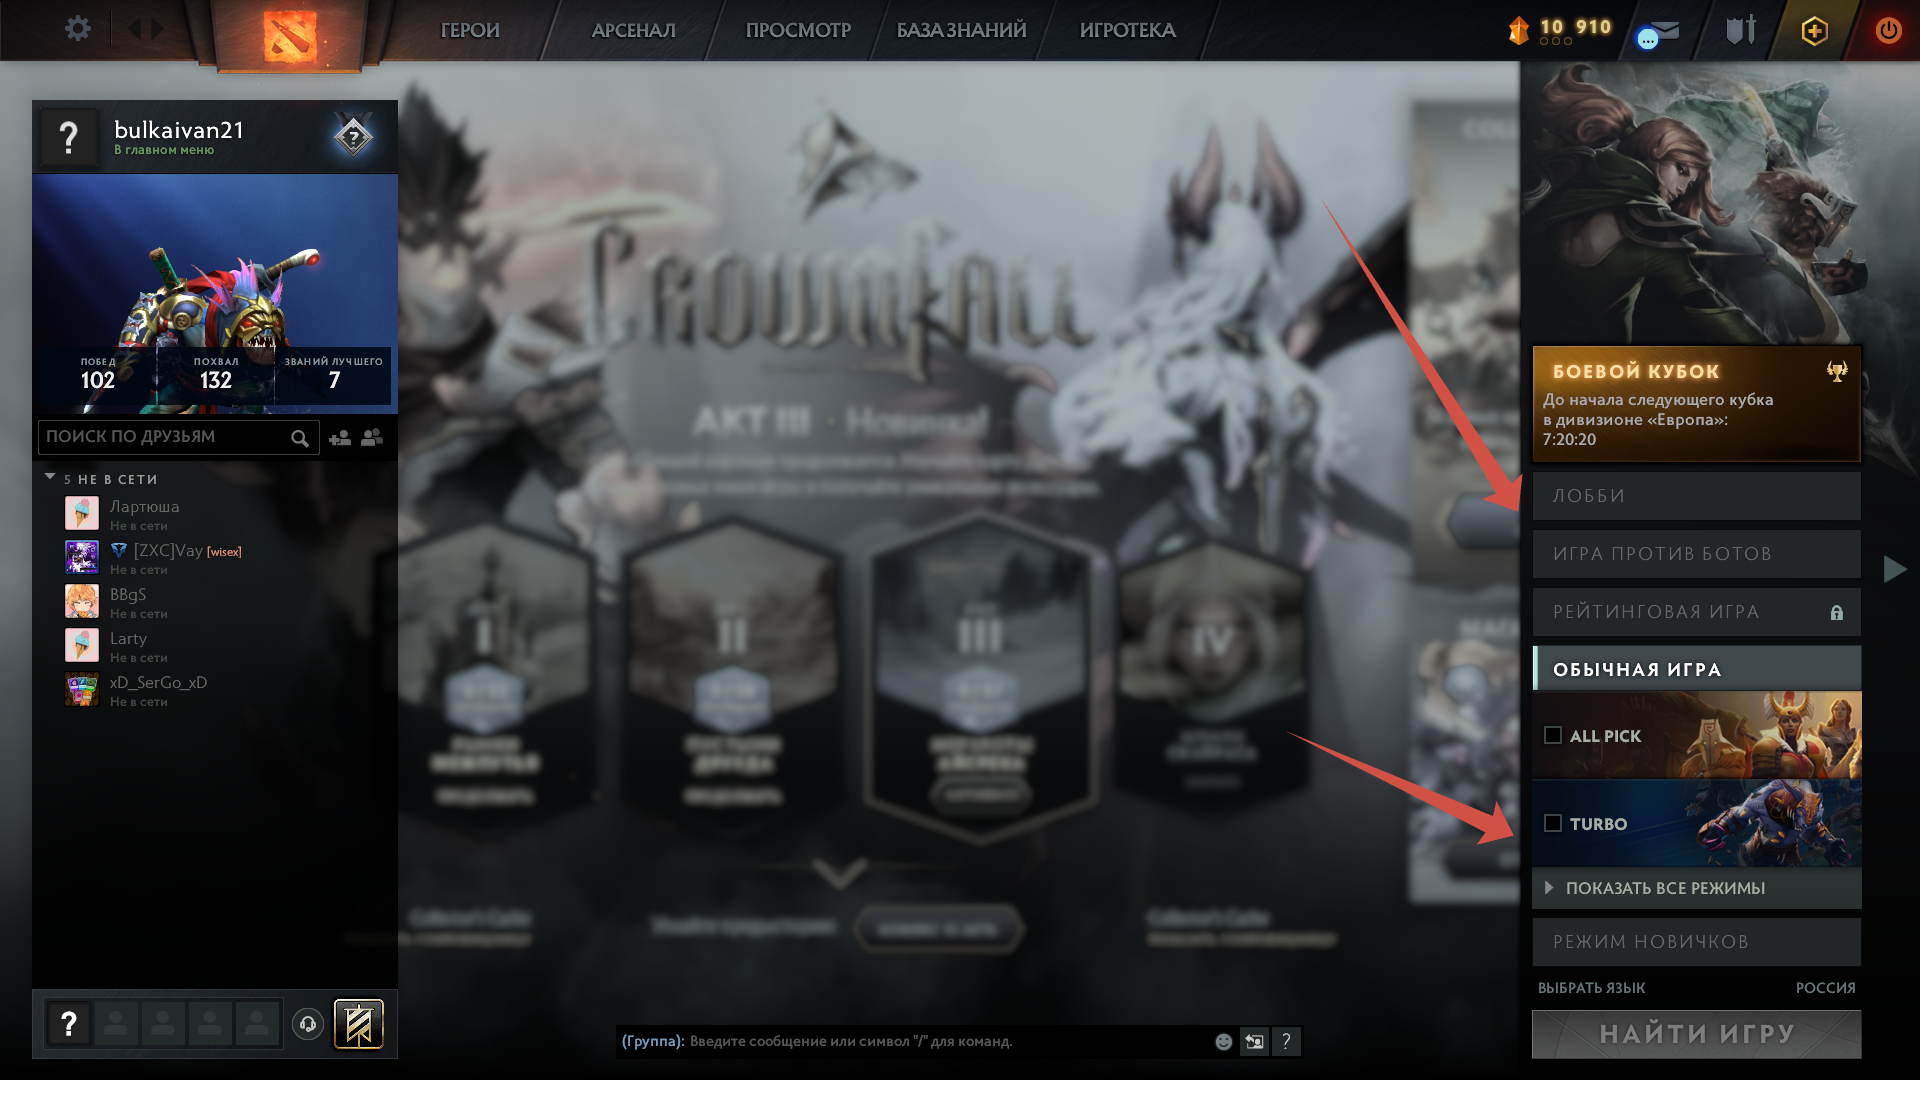 ГЕРОИ
АРСЕНАЛ
ПРОСМОТР
БАЗА ЗНАНИЙ
ИГРОТЕКА
10 910
?
bulkaivan21
В главном меню
?
ПОБЕД
102
ПОХВАЛ
132
ЗВАНИЙ ЛУЧШЕГО
7
ПОИСК ПО ДРУЗЬЯМ
5 НЕ В СЕТИ
Лартюша
Не в сети
[ZXC]Vay [wisex]
Не в сети
BBgS
Не в сети
Larty
Не в сети
xD_SerGo_xD
Не в сети
?
CROWNFALL
АКТ III · Новинка!
I
II
III
IV
(Группа): Введите сообщение или символ "/" для команд.
?
БОЕВОЙ КУБОК
До начала следующего кубка
в дивизионе «Европа»:
7:20:20
ЛОББИ
ИГРА ПРОТИВ БОТОВ
РЕЙТИНГОВАЯ ИГРА
ОБЫЧНАЯ ИГРА
ALL PICK
TURBO
ПОКАЗАТЬ ВСЕ РЕЖИМЫ
РЕЖИМ НОВИЧКОВ
ВЫБРАТЬ ЯЗЫК
РОССИЯ
НАЙТИ ИГРУ